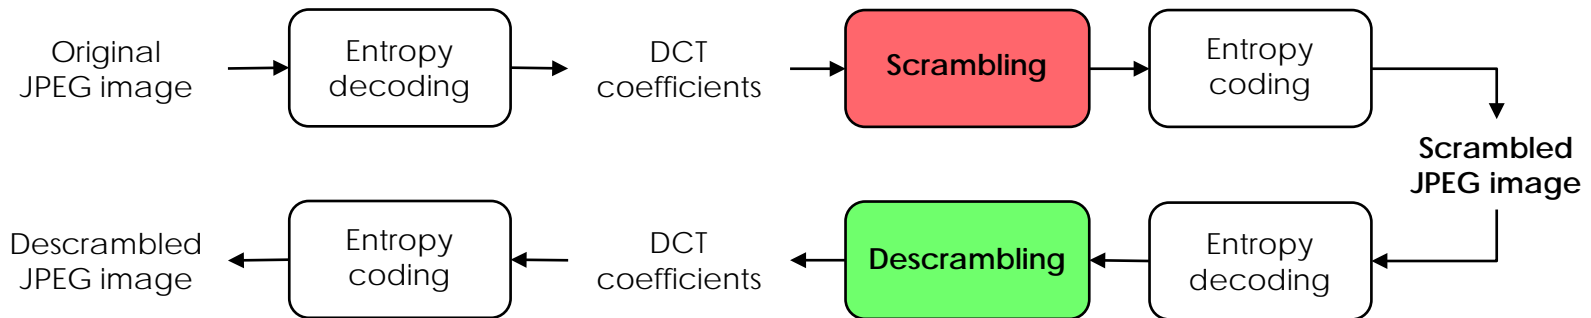 Original
JPEG image
Entropy
decoding
DCT
coefficients
Scrambling
Entropy
coding
Scrambled
JPEG image
Descrambled
JPEG image
Entropy
coding
DCT
coefficients
Descrambling
Entropy
decoding